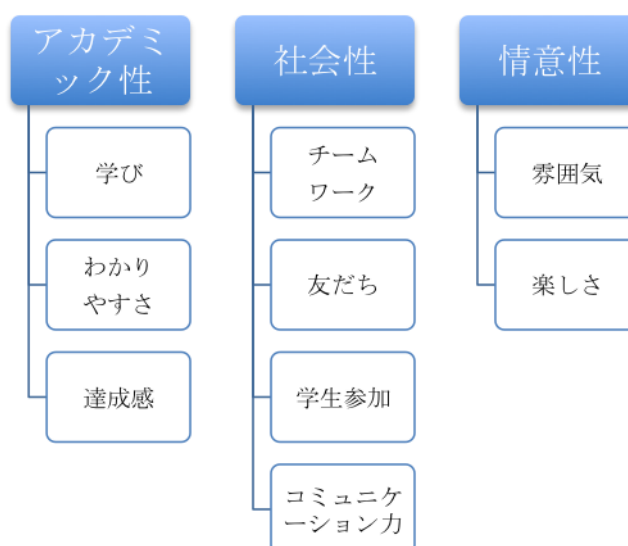 アカデミ
ック性
学び
わかり
やすさ
達成感
社会性
チーム
ワーク
友だち
学生参加
コミュニケ
ーション力
情意性
雰囲気
楽しさ